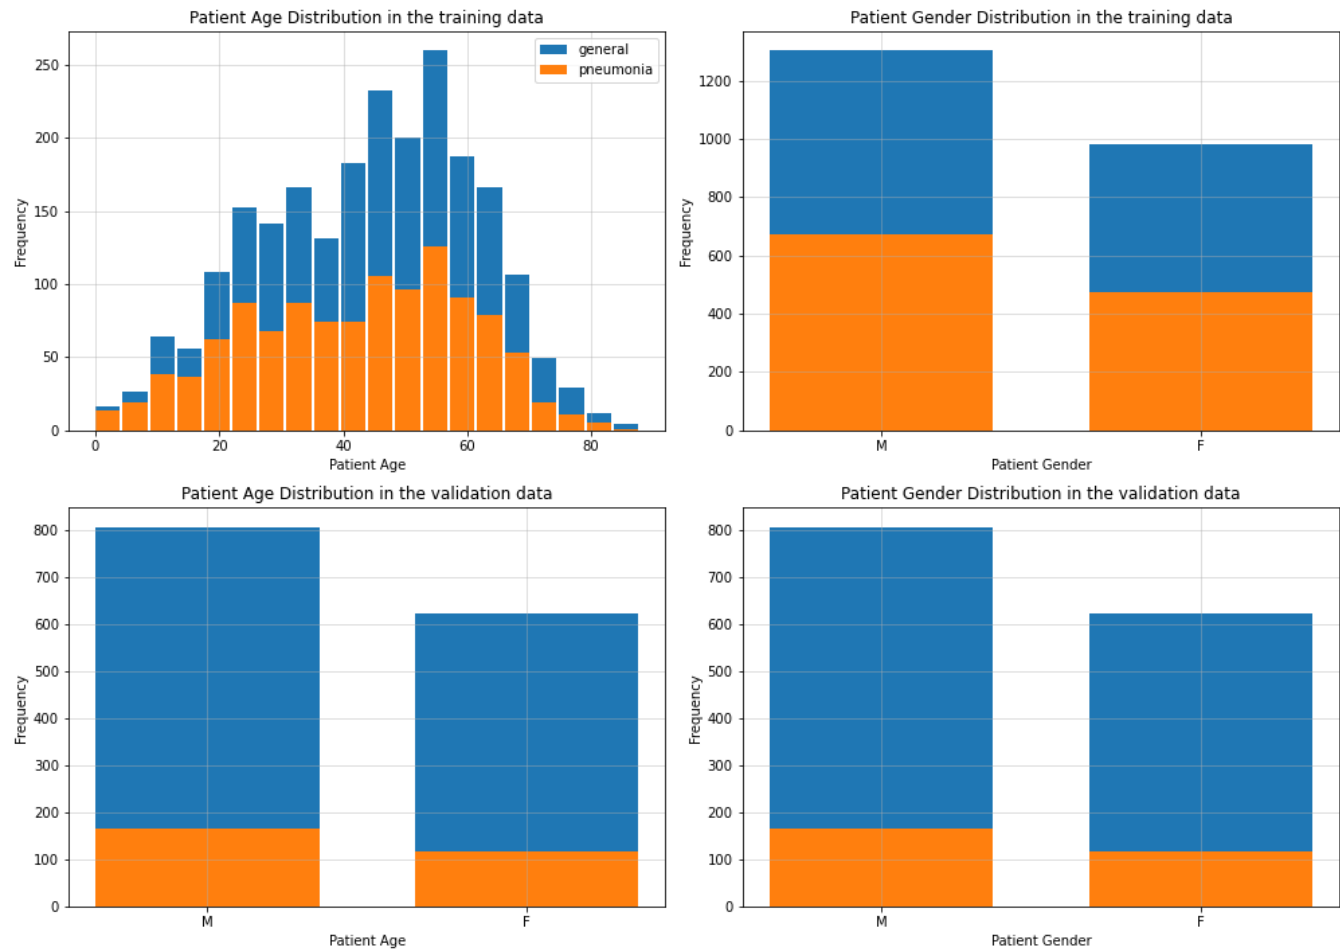 Patient Age Distribution in the training data
general
pneumonia
250
200
150
100
50
0
Frequency
0 20 40 60 80
Patient Age
Patient Gender Distribution in the training data
1200
1000
800
600
400
200
0
Frequency
M F
Patient Gender
Patient Age Distribution in the validation data
800
700
600
500
400
300
200
100
0
Frequency
M F
Patient Age
Patient Gender Distribution in the validation data
800
700
600
500
400
300
200
100
0
Frequency
M F
Patient Gender